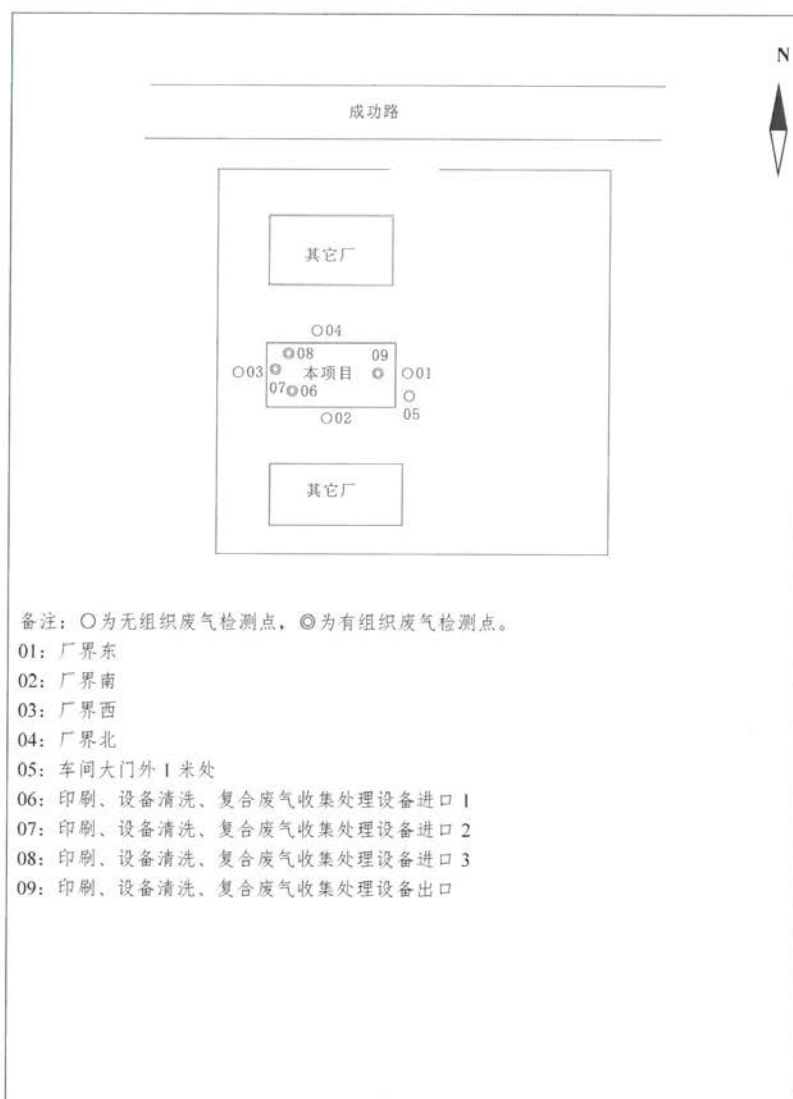 N
成功路
其它厂
○04
◎08 09
○03 ◎ 本项目 ◎ ○01
07◎06 ○
○02 05
其它厂
备注：○为无组织废气检测点，◎为有组织废气检测点。
01：厂界东
02：厂界南
03：厂界西
04：厂界北
05：车间大门外 1 米处
06：印刷、设备清洗、复合废气收集处理设备进口 1
07：印刷、设备清洗、复合废气收集处理设备进口 2
08：印刷、设备清洗、复合废气收集处理设备进口 3
09：印刷、设备清洗、复合废气收集处理设备出口